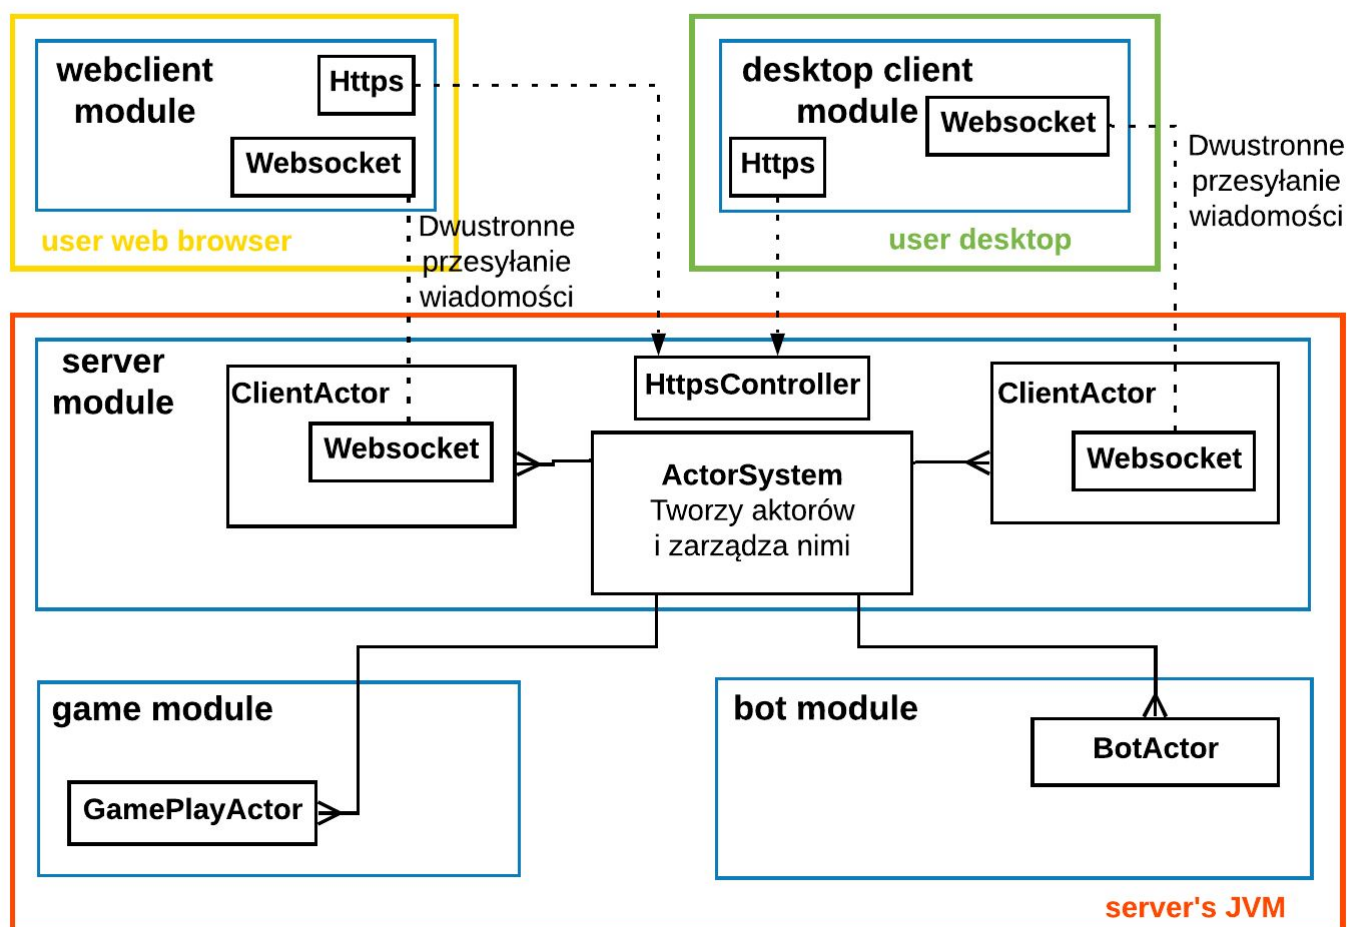 webclient
module
Https
Websocket
user web browser
desktop client
module
Websocket
Https
user desktop
Dwustronne
przesyłanie
wiadomości
Dwustronne
przesyłanie
wiadomości
server
module
ClientActor
Websocket
HttpsController
ActorSystem
Tworzy aktorów
i zarządza nimi
ClientActor
Websocket
game module
GamePlayActor
bot module
BotActor
server's JVM